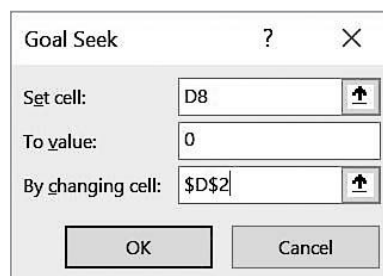 Goal Seek ?
Set cell: D8
To value: 0
By changing cell: $D$2
OK Cancel